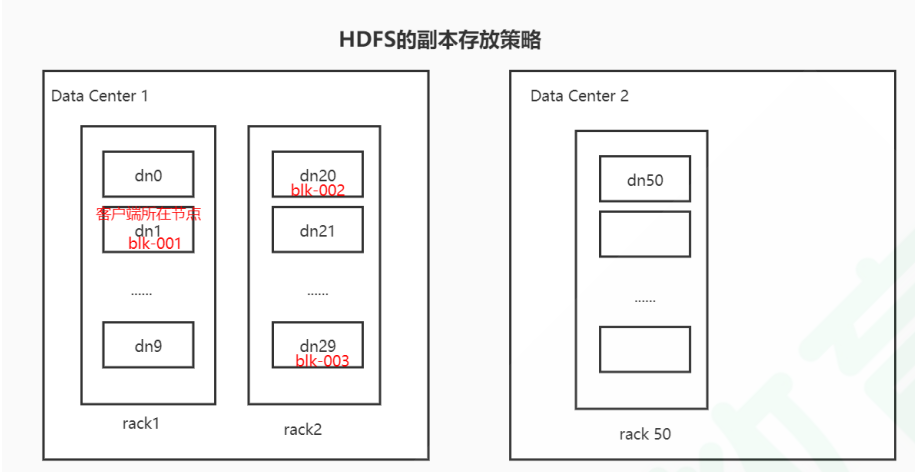 HDFS的副本存放策略
Data Center 1
dn0
客户端所在节点
dn1
blk-001
......
dn9
rack1
dn20
blk-002
dn21
......
dn29
blk-003
rack2
Data Center 2
dn50
......
rack 50